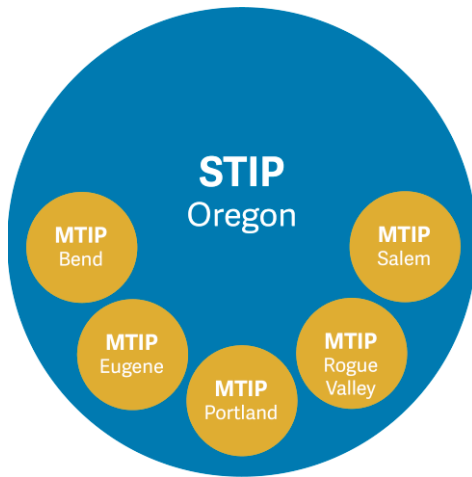 STIP
Oregon
MTIP
Bend
MTIP
Salem
MTIP
Eugene
MTIP
Rogue
Valley
MTIP
Portland